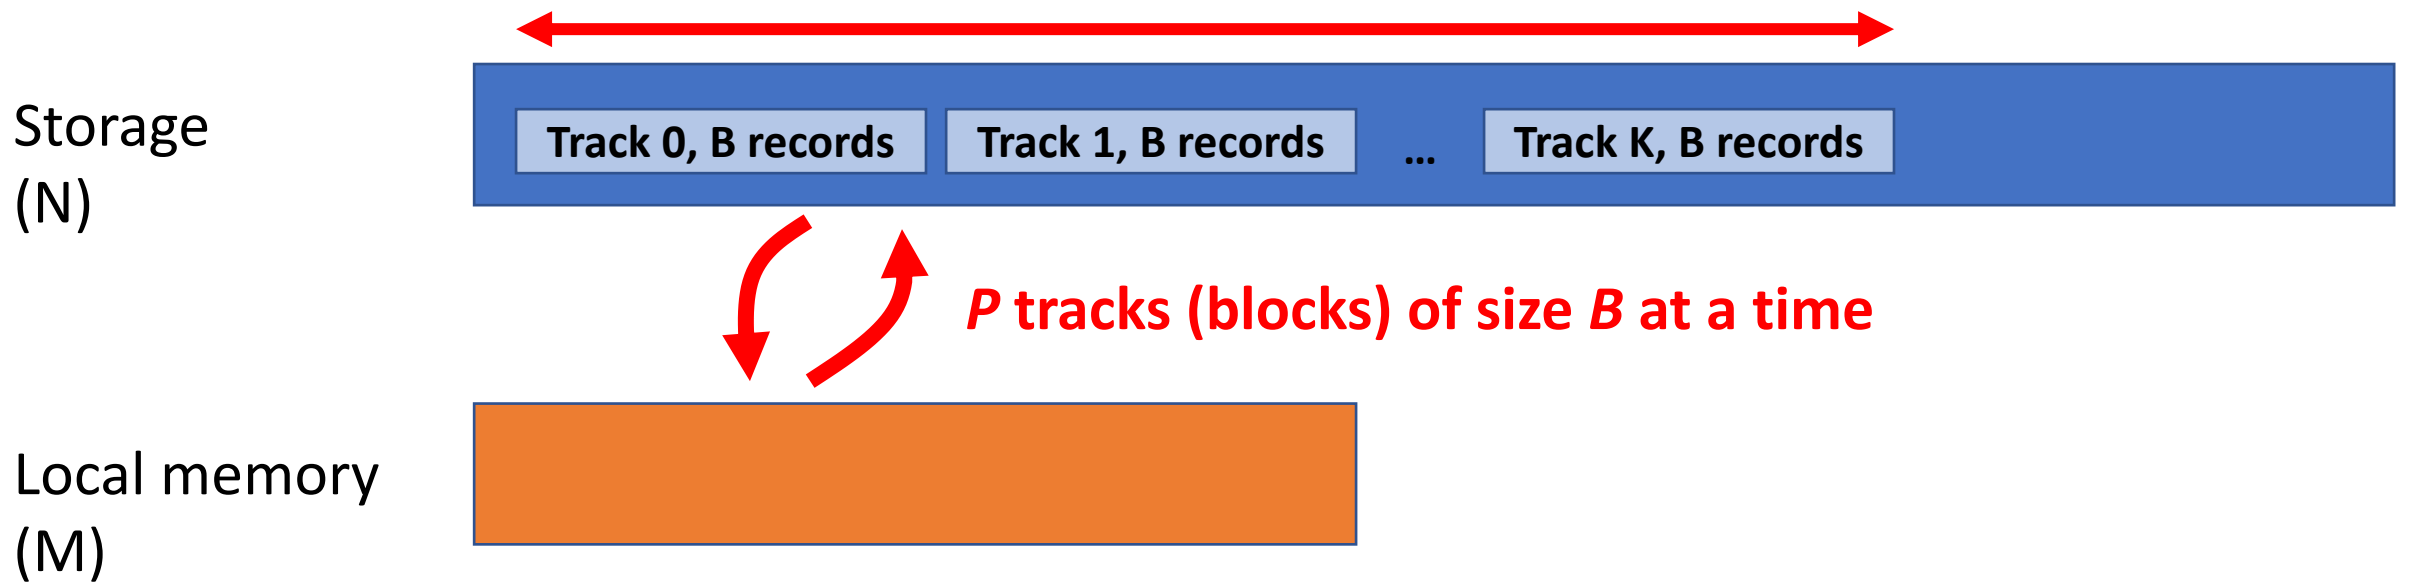 Storage
(N)
Track 0, B records
Track 1, B records
...
Track K, B records
P tracks (blocks) of size B at a time
Local memory
(M)